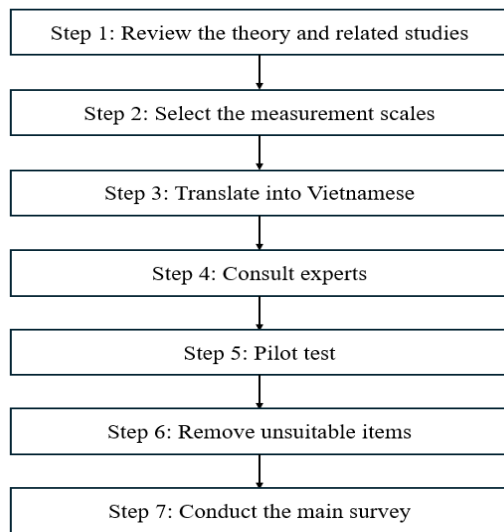 Step 1: Review the theory and related studies
Step 2: Select the measurement scales
Step 3: Translate into Vietnamese
Step 4: Consult experts
Step 5: Pilot test
Step 6: Remove unsuitable items
Step 7: Conduct the main survey